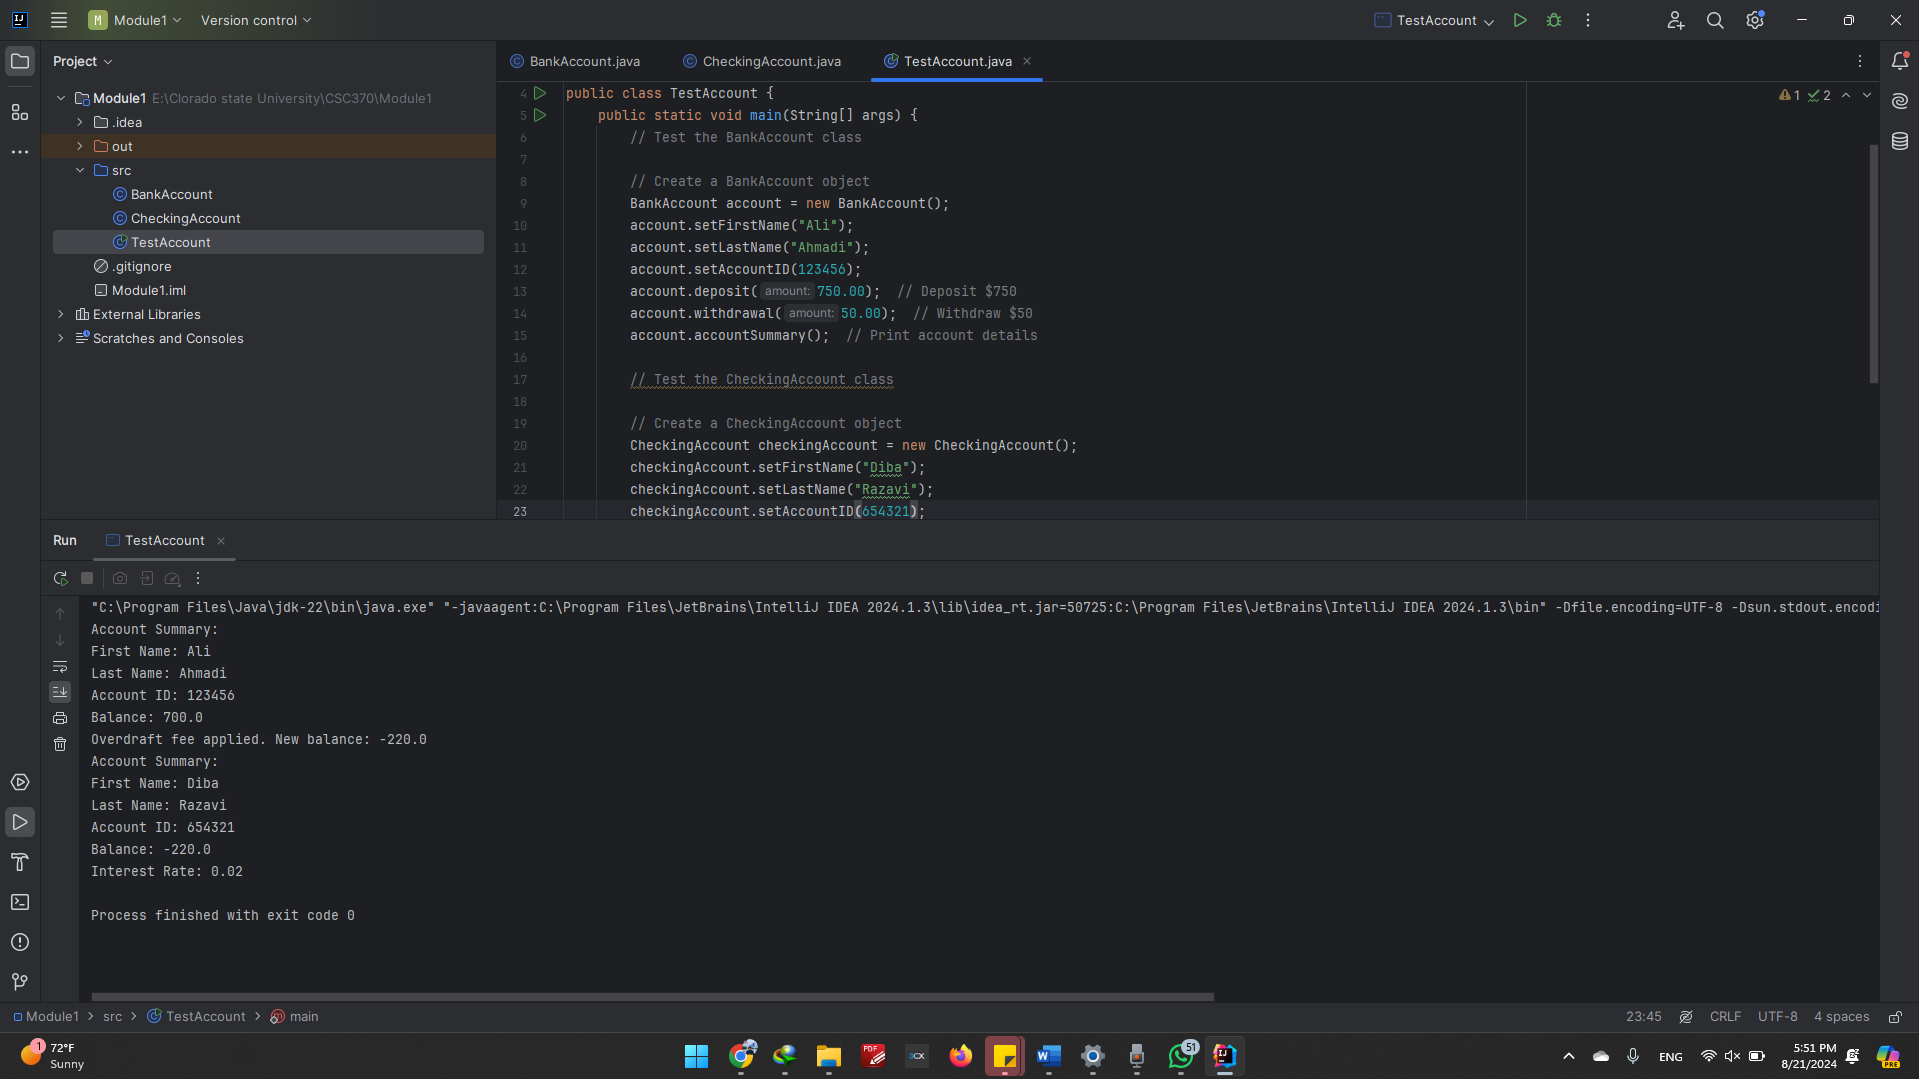 M Module1 Version control TestAccount
Project
BankAccount.java CheckingAccount.java TestAccount.java
Module1 E:\Clorado state University\CSC370\Module1
.idea
out
src
BankAccount
CheckingAccount
TestAccount
.gitignore
Module1.iml
External Libraries
Scratches and Consoles
1 2
4 public class TestAccount {
5 public static void main(String[] args) {
6 // Test the BankAccount class
7
8 // Create a BankAccount object
9 BankAccount account = new BankAccount();
10 account.setFirstName("Ali");
11 account.setLastName("Ahmadi");
12 account.setAccountID(123456);
13 account.deposit( amount: 750.00); // Deposit $750
14 account.withdrawal( amount: 50.00); // Withdraw $50
15 account.accountSummary(); // Print account details
16
17 // Test the CheckingAccount class
18
19 // Create a CheckingAccount object
20 CheckingAccount checkingAccount = new CheckingAccount();
21 checkingAccount.setFirstName("Diba");
22 checkingAccount.setLastName("Razavi");
23 checkingAccount.setAccountID(654321);
Run TestAccount
"C:\Program Files\Java\jdk-22\bin\java.exe" "-javaagent:C:\Program Files\JetBrains\IntelliJ IDEA 2024.1.3\lib\idea_rt.jar=50725:C:\Program Files\JetBrains\IntelliJ IDEA 2024.1.3\bin" -Dfile.encoding=UTF-8 -Dsun.stdout.encodi
Account Summary:
First Name: Ali
Last Name: Ahmadi
Account ID: 123456
Balance: 700.0
Overdraft fee applied. New balance: -220.0
Account Summary:
First Name: Diba
Last Name: Razavi
Account ID: 654321
Balance: -220.0
Interest Rate: 0.02
Process finished with exit code 0
Module1 > src > TestAccount > main 23:45 CRLF UTF-8 4 spaces
1 72°F
Sunny
PDF 3CX 51
ENG
5:51 PM
8/21/2024
PRE